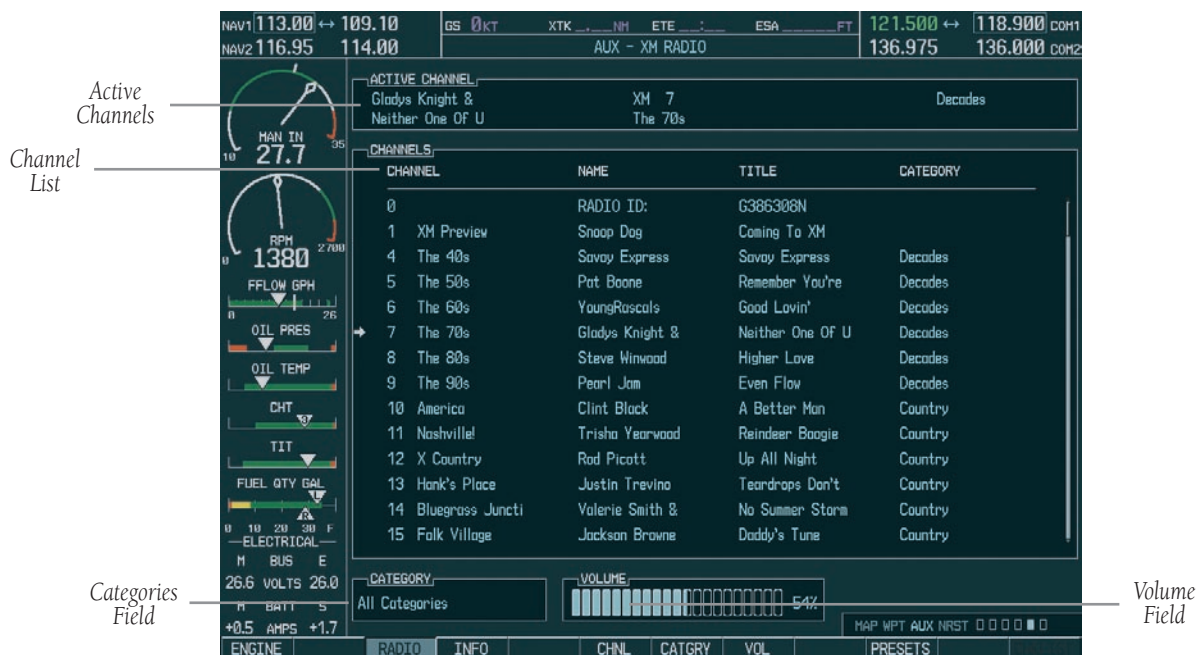 NAV1 113.00 ↔ 109.10 GS 0KT XTK _._NM ETE __:__ ESA _____FT 121.500 ↔ 118.900 COM1
NAV2 116.95 114.00 AUX - XM RADIO 136.975 136.000 COM2
Active Channels
Channel List
Categories Field
Volume Field
MAN IN
10 27.7 35
RPM
0 1380 2700
FFLOW GPH
0 26
OIL PRES
OIL TEMP
CHT
TIT
FUEL QTY GAL
L
R
0 10 20 30 F
ELECTRICAL
M BUS E
26.6 VOLTS 26.0
M BATT S
+0.5 AMPS +1.7
ACTIVE CHANNEL
Gladys Knight & XM 7 Decades
Neither One Of U The 70s
CHANNELS
CHANNEL NAME TITLE CATEGORY
0 RADIO ID: G386308N
1 XM Preview Snoop Dog Coming To XM
4 The 40s Savoy Express Savoy Express Decades
5 The 50s Pat Boone Remember You're Decades
6 The 60s YoungRascals Good Lovin' Decades
7 The 70s Gladys Knight & Neither One Of U Decades
8 The 80s Steve Winwood Higher Love Decades
9 The 90s Pearl Jam Even Flow Decades
10 America Clint Black A Better Man Country
11 Nashville! Trisha Yearwood Reindeer Boogie Country
12 X Country Rod Picott Up All Night Country
13 Hank's Place Justin Trevino Teardrops Don't Country
14 Bluegrass Juncti Valerie Smith & No Summer Storm Country
15 Folk Village Jackson Browne Daddy's Tune Country
CATEGORY
All Categories
VOLUME
54%
MAP WPT AUX NRST
ENGINE RADIO INFO CHNL CATGRY VOL PRESETS